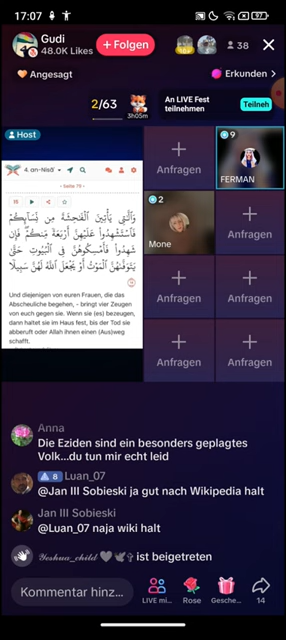 17:07
97
Gudi
48.0K Likes
+ Folgen
38
Angesagt
Erkunden >
2/63
3h05m
An LIVE Fest
teilnehmen
Teilneh
Host
4. an-Nisāʾ
- Seite 79 -
15
وَٱلَّـٰتِى يَأْتِينَ ٱلْفَـٰحِشَةَ مِن نِّسَآئِكُمْ
فَٱسْتَشْهِدُوا۟ عَلَيْهِنَّ أَرْبَعَةً مِّنكُمْ ۖ فَإِن
شَهِدُوا۟ فَأَمْسِكُوهُنَّ فِى ٱلْبُيُوتِ حَتَّىٰ
يَتَوَفَّىٰهُنَّ ٱلْمَوْتُ أَوْ يَجْعَلَ ٱللَّهُ لَهُنَّ سَبِيلًا
Und diejenigen von euren Frauen, die das
Abscheuliche begehen, - bringt vier Zeugen
von euch gegen sie. Wenn sie (es) bezeugen,
dann haltet sie im Haus fest, bis der Tod sie
abberuft oder Allah ihnen einen (Aus)weg
schafft.
Anfragen
9
FERMAN
2
Mone
Anfragen
Anfragen
Anfragen
Anfragen
Anfragen
Anna
Die Eziden sind ein besonders geplagtes
Volk...du tun mir echt leid
8 Luan_07
@Jan III Sobieski ja gut nach Wikipedia halt
Jan III Sobieski
@Luan_07 naja wiki halt
𝒴𝑒𝓈𝒽𝓊𝒶_𝒸𝒽𝒾𝓁𝒹 🖤🕊✞ ist beigetreten
Kommentar hinz...
LIVE mi...
Rose
Gesche...
14